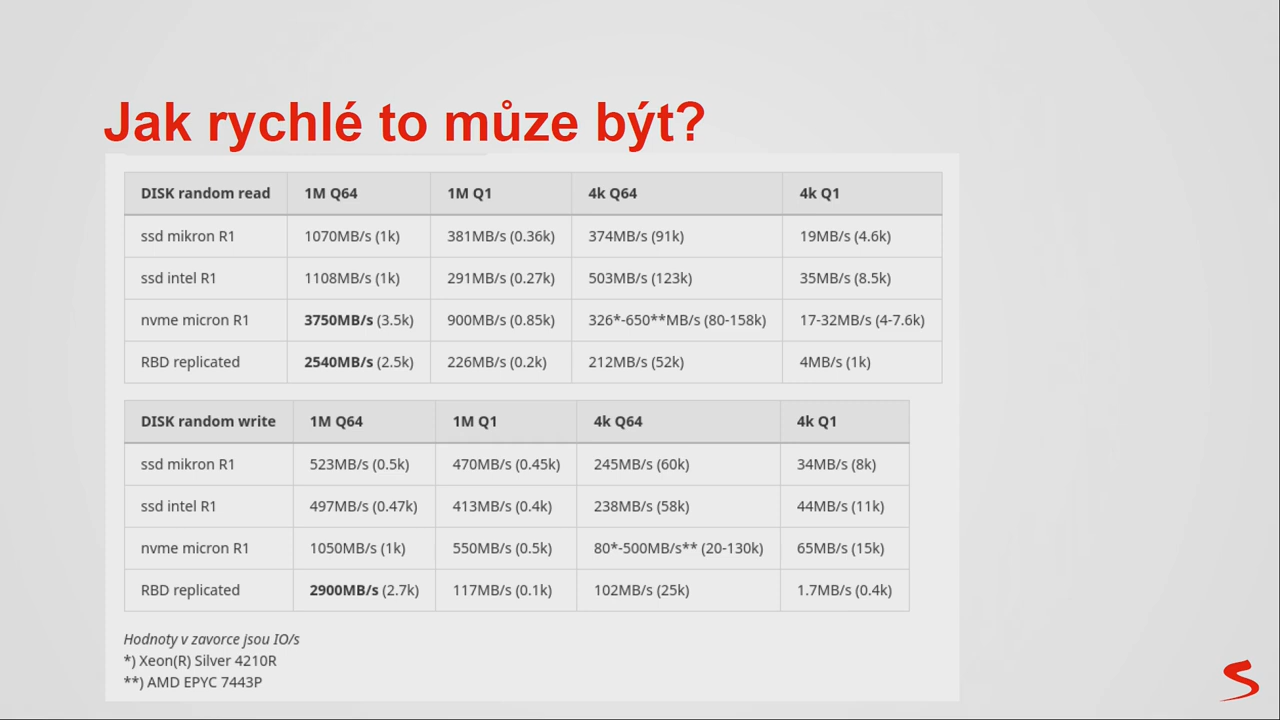 Jak rychlé to můze být?
DISK random read 1M Q64 1M Q1 4k Q64 4k Q1
ssd mikron R1 1070MB/s (1k) 381MB/s (0.36k) 374MB/s (91k) 19MB/s (4.6k)
ssd intel R1 1108MB/s (1k) 291MB/s (0.27k) 503MB/s (123k) 35MB/s (8.5k)
nvme micron R1 3750MB/s (3.5k) 900MB/s (0.85k) 326*-650**MB/s (80-158k) 17-32MB/s (4-7.6k)
RBD replicated 2540MB/s (2.5k) 226MB/s (0.2k) 212MB/s (52k) 4MB/s (1k)
DISK random write 1M Q64 1M Q1 4k Q64 4k Q1
ssd mikron R1 523MB/s (0.5k) 470MB/s (0.45k) 245MB/s (60k) 34MB/s (8k)
ssd intel R1 497MB/s (0.47k) 413MB/s (0.4k) 238MB/s (58k) 44MB/s (11k)
nvme micron R1 1050MB/s (1k) 550MB/s (0.5k) 80*-500MB/s** (20-130k) 65MB/s (15k)
RBD replicated 2900MB/s (2.7k) 117MB/s (0.1k) 102MB/s (25k) 1.7MB/s (0.4k)
Hodnoty v zavorce jsou IO/s
*) Xeon(R) Silver 4210R
**) AMD EPYC 7443P